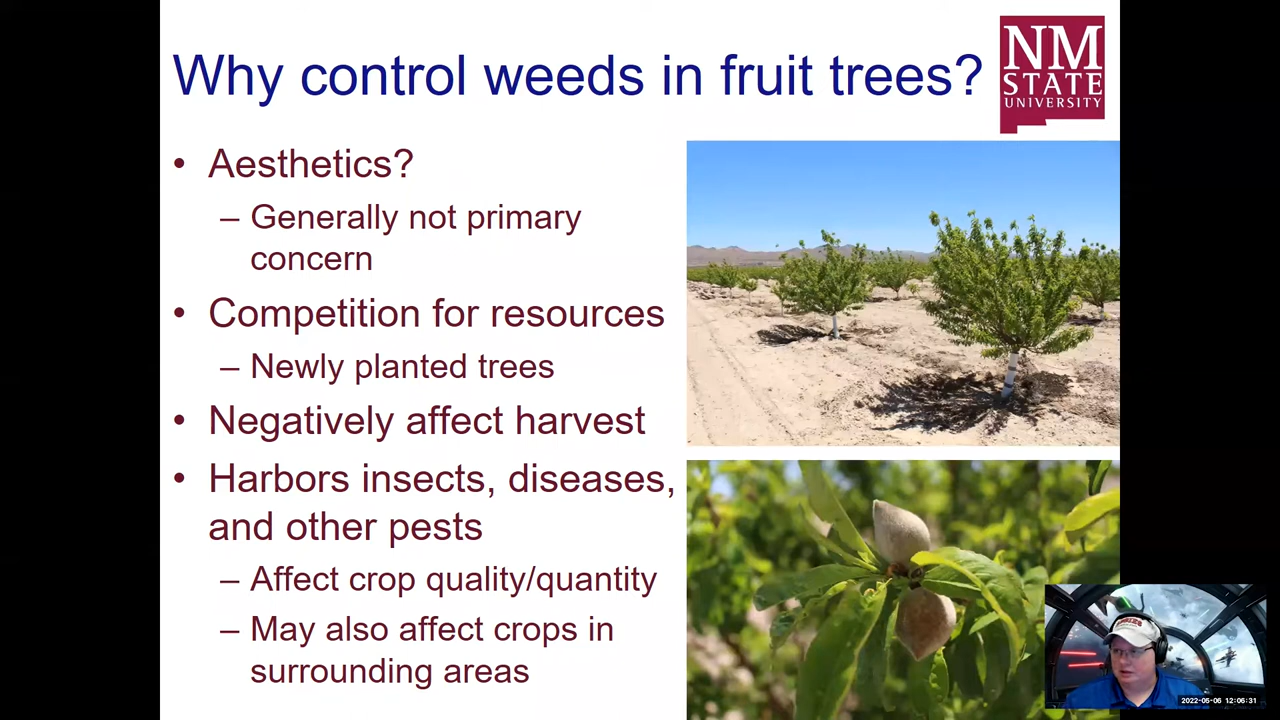 Why control weeds in fruit trees?
NM
STATE
UNIVERSITY
• Aesthetics?
– Generally not primary
concern
• Competition for resources
– Newly planted trees
• Negatively affect harvest
• Harbors insects, diseases,
and other pests
– Affect crop quality/quantity
– May also affect crops in
surrounding areas
2022-05-06 12:06:31